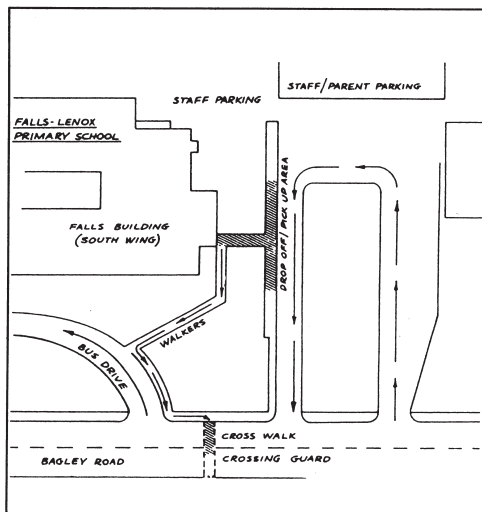 STAFF/PARENT PARKING
STAFF PARKING
FALLS-LENOX
PRIMARY SCHOOL
DROP OFF/PICK UP AREA
FALLS BUILDING
(SOUTH WING)
WALKERS
BUS DRIVE
CROSS WALK
BAGLEY ROAD
CROSSING GUARD